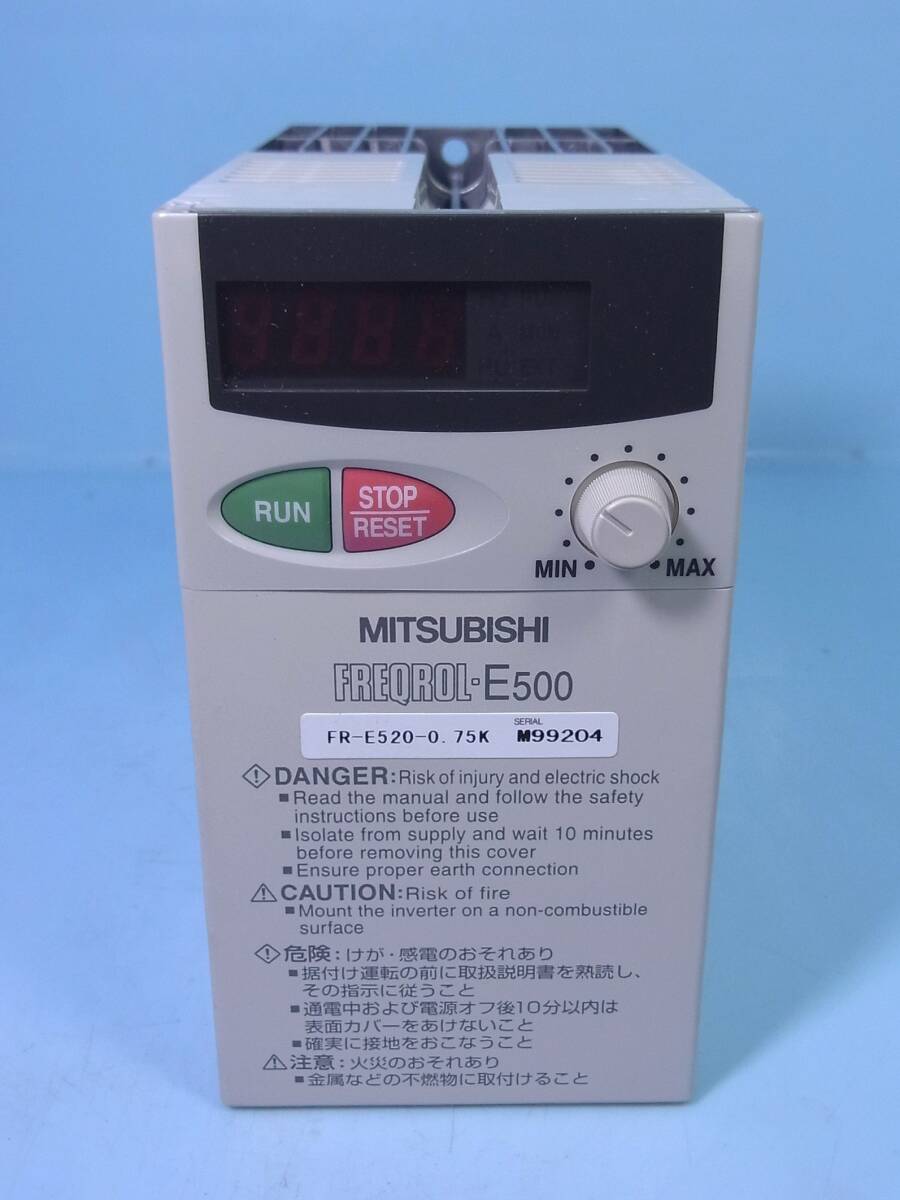 RUN
STOP
RESET
MIN
MAX
MITSUBISHI
FREQROL-E500
SERIAL
FR-E520-0.75K M99204
DANGER:Risk of injury and electric shock
■Read the manual and follow the safety
instructions before use
■Isolate from supply and wait 10 minutes
before removing this cover
■Ensure proper earth connection
CAUTION:Risk of fire
■Mount the inverter on a non-combustible
surface
危険:けが・感電のおそれあり
■据付け運転の前に取扱説明書を熟読し、
その指示に従うこと
■通電中および電源オフ後10分以内は
表面カバーをあけないこと
■確実に接地をおこなうこと
注意:火災のおそれあり
■金属などの不燃物に取付けること